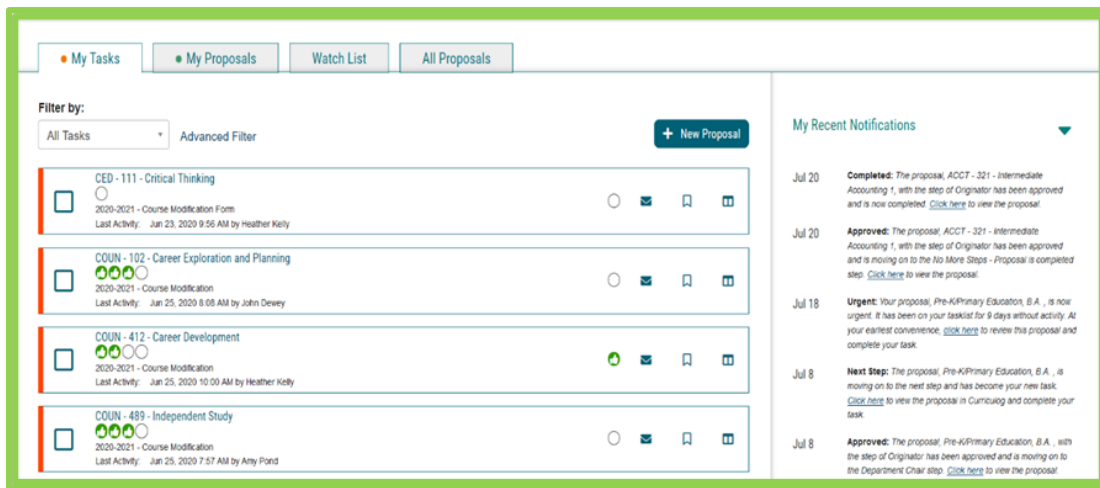 My Tasks
My Proposals
Watch List
All Proposals
Filter by:
All Tasks
Advanced Filter
+ New Proposal
CED - 111 - Critical Thinking
2020-2021 - Course Modification Form
Last Activity: Jun 23, 2020 9:56 AM by Heather Kelly
COUN - 102 - Career Exploration and Planning
2020-2021 - Course Modification
Last Activity: Jun 25, 2020 8:08 AM by John Dewey
COUN - 412 - Career Development
2020-2021 - Course Modification
Last Activity: Jun 25, 2020 10:00 AM by Heather Kelly
COUN - 489 - Independent Study
2020-2021 - Course Modification
Last Activity: Jun 25, 2020 7:57 AM by Amy Pond
My Recent Notifications
Jul 20
Completed: The proposal, ACCT - 321 - Intermediate
Accounting 1, with the step of Originator has been approved
and is now completed. Click here to view the proposal.
Jul 20
Approved: The proposal, ACCT - 321 - Intermediate
Accounting 1, with the step of Originator has been approved
and is moving on to the No More Steps - Proposal is completed
step. Click here to view the proposal.
Jul 18
Urgent: Your proposal, Pre-K/Primary Education, B.A. , is now
urgent. It has been on your tasklist for 9 days without activity. At
your earliest convenience, click here to review this proposal and
complete your task.
Jul 8
Next Step: The proposal, Pre-K/Primary Education, B.A. , is
moving on to the next step and has become your new task.
Click here to view the proposal in Curriculog and complete your
task.
Jul 8
Approved: The proposal, Pre-K/Primary Education, B.A. , with
the step of Originator has been approved and is moving on to
the Department Chair step. Click here to view the proposal.